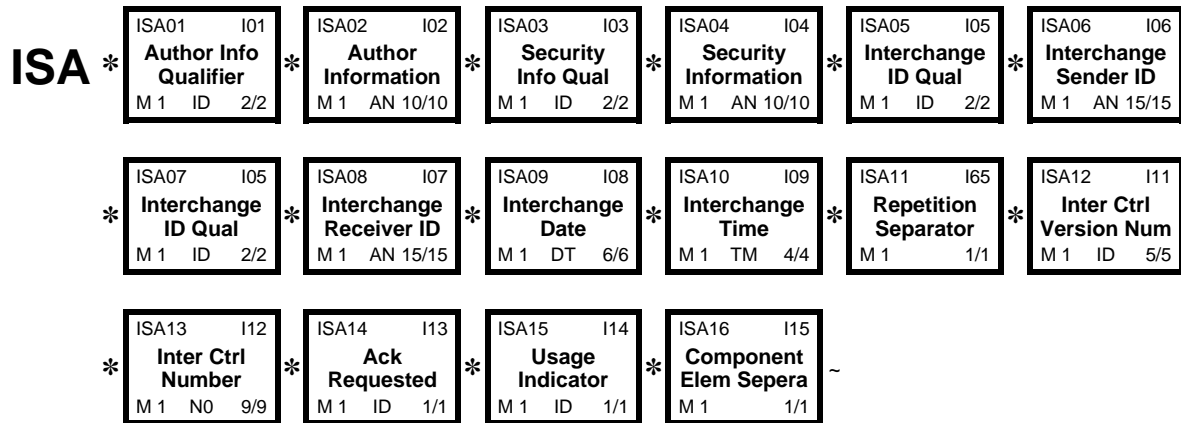 ISA01 I01 ISA02 I02 ISA03 I03 ISA04 I04 ISA05 I05 ISA06 I06
ISA * Author Info * Author * Security * Security * Interchange * Interchange
Qualifier Information Info Qual Information ID Qual Sender ID
M 1 ID 2/2 M 1 AN 10/10 M 1 ID 2/2 M 1 AN 10/10 M 1 ID 2/2 M 1 AN 15/15
ISA07 I05 ISA08 I07 ISA09 I08 ISA10 I09 ISA11 I65 ISA12 I11
* Interchange * Interchange * Interchange * Interchange * Repetition * Inter Ctrl
ID Qual Receiver ID Date Time Separator Version Num
M 1 ID 2/2 M 1 AN 15/15 M 1 DT 6/6 M 1 TM 4/4 M 1 1/1 M 1 ID 5/5
ISA13 I12 ISA14 I13 ISA15 I14 ISA16 I15
* Inter Ctrl * Ack * Usage * Component ~
Number Requested Indicator Elem Sepera
M 1 N0 9/9 M 1 ID 1/1 M 1 ID 1/1 M 1 1/1